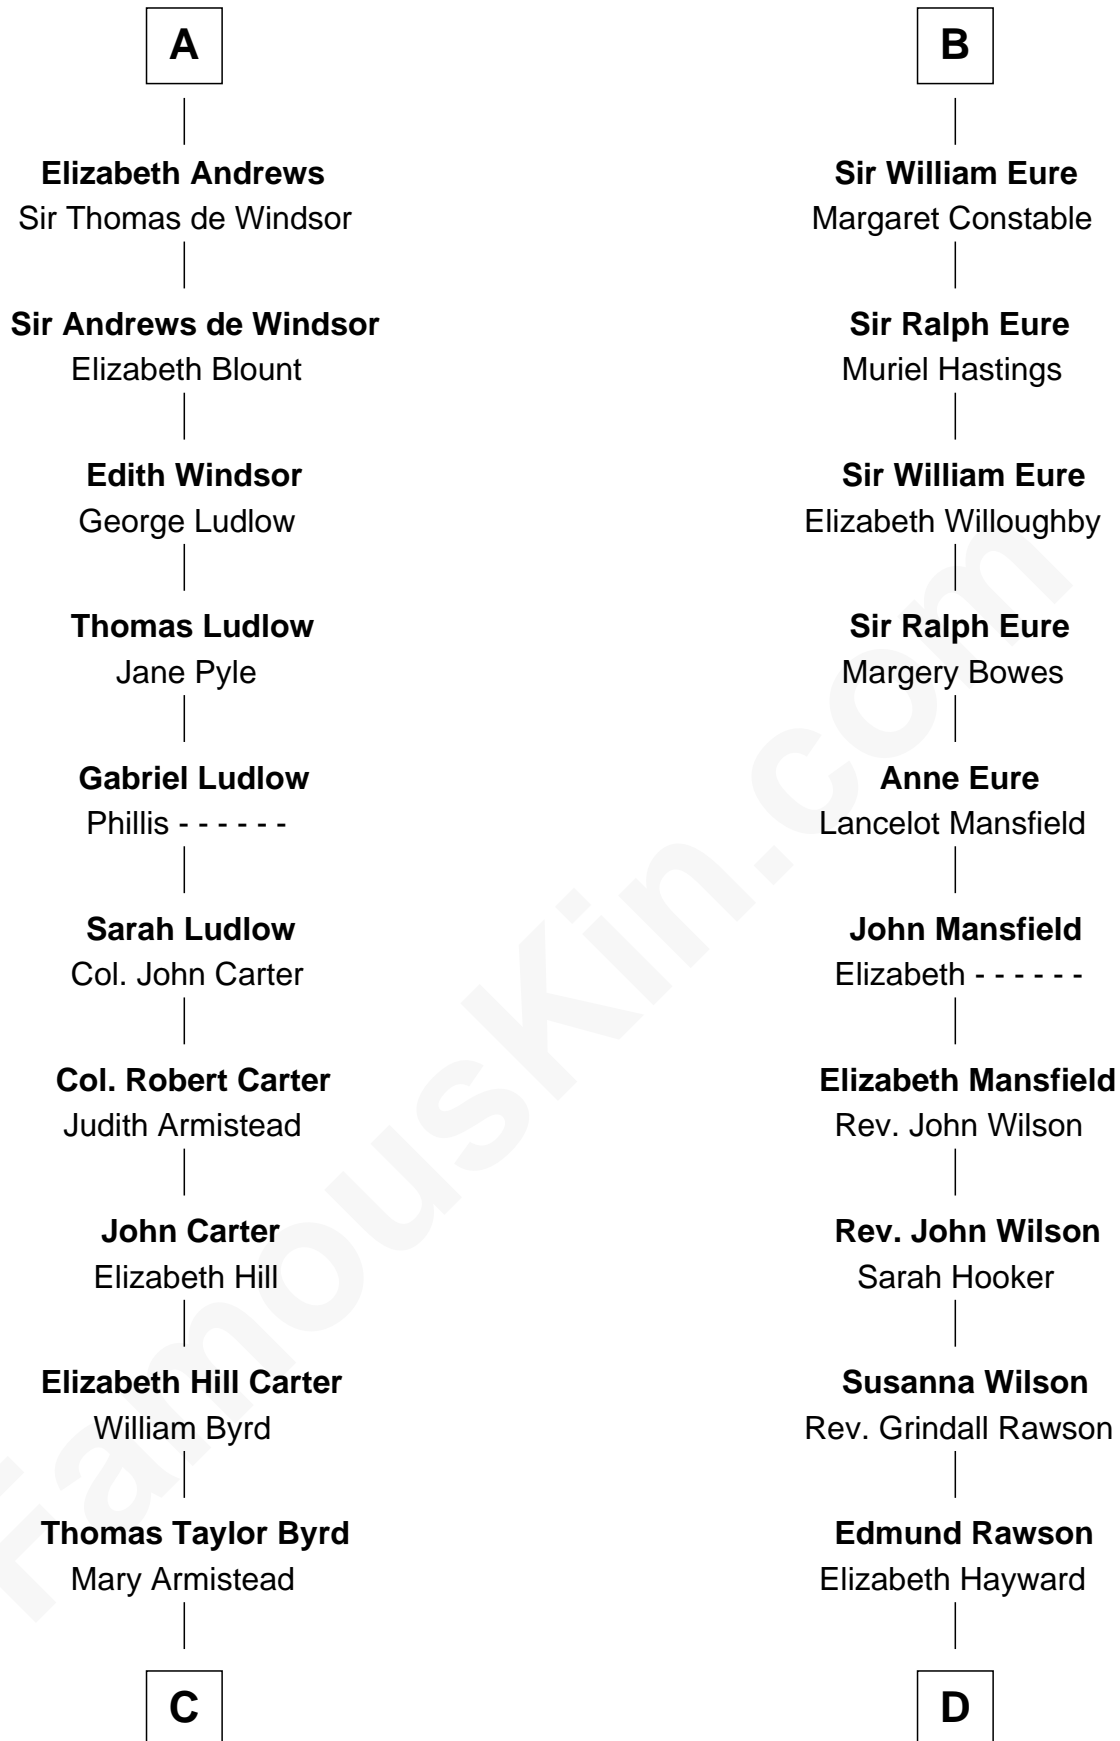 A
Elizabeth Andrews
Sir Thomas de Windsor
Sir Andrews de Windsor
Elizabeth Blount
Edith Windsor
George Ludlow
Thomas Ludlow
Jane Pyle
Gabriel Ludlow
Phillis - - - - - -
Sarah Ludlow
Col. John Carter
Col. Robert Carter
Judith Armistead
John Carter
Elizabeth Hill
Elizabeth Hill Carter
William Byrd
Thomas Taylor Byrd
Mary Armistead
C
B
Sir William Eure
Margaret Constable
Sir Ralph Eure
Muriel Hastings
Sir William Eure
Elizabeth Willoughby
Sir Ralph Eure
Margery Bowes
Anne Eure
Lancelot Mansfield
John Mansfield
Elizabeth - - - - - -
Elizabeth Mansfield
Rev. John Wilson
Rev. John Wilson
Sarah Hooker
Susanna Wilson
Rev. Grindall Rawson
Edmund Rawson
Elizabeth Hayward
D
FamousKin.com